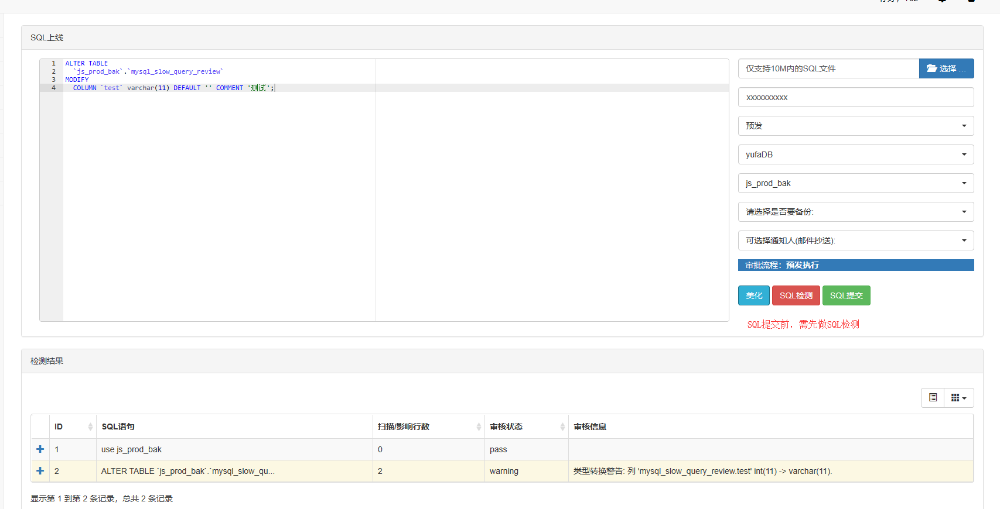 SQL上线
1 ALTER TABLE
2 `js_prod_bak`.`mysql_slow_query_review`
3 MODIFY
4 COLUMN `test` varchar(11) DEFAULT '' COMMENT '测试';
仅支持10M内的SQL文件 选择 ...
xxxxxxxxxx
预发
yufaDB
js_prod_bak
请选择是否要备份:
可选择通知人(邮件抄送):
审批流程：预发执行
美化 SQL检测 SQL提交
SQL提交前，需先做SQL检测
检测结果
ID SQL语句 扫描/影响行数 审核状态 审核信息
1 use js_prod_bak 0 pass
2 ALTER TABLE `js_prod_bak`.`mysql_slow_qu... 2 warning 类型转换警告: 列 'mysql_slow_query_review.test' int(11) -> varchar(11).
显示第 1 到第 2 条记录，总共 2 条记录